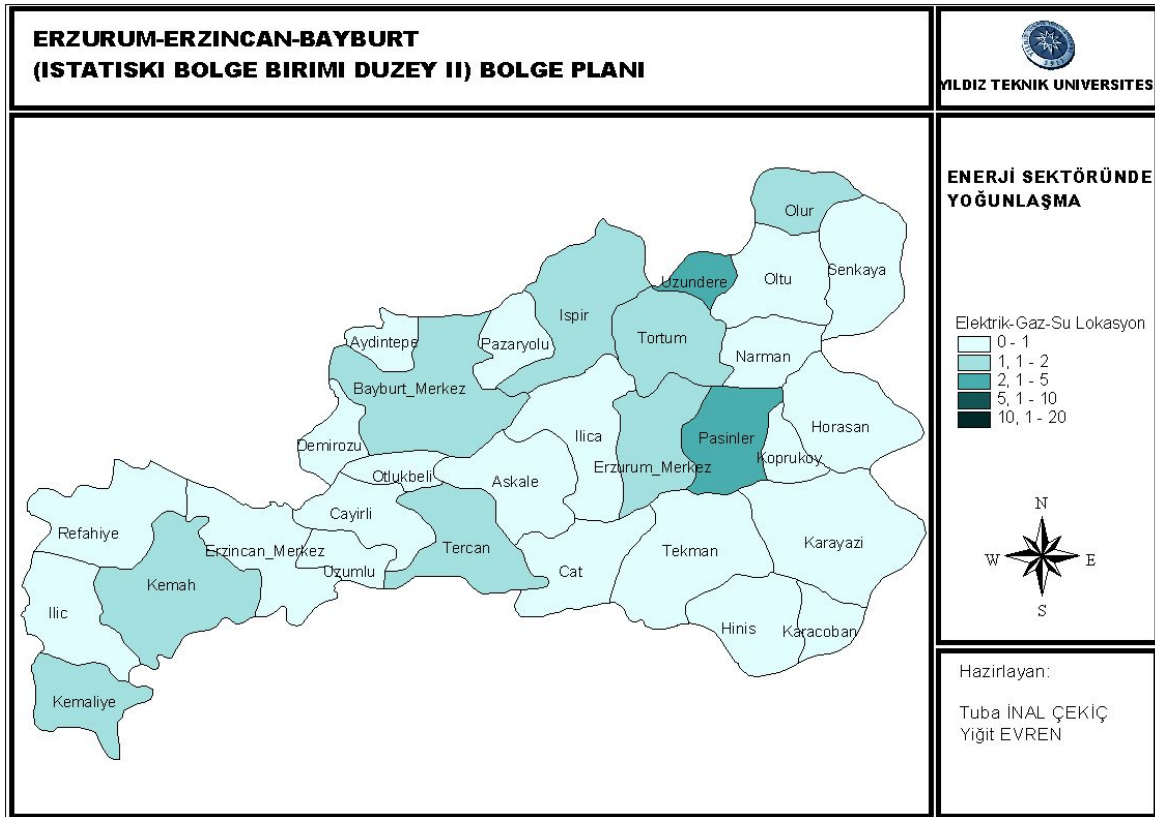 ERZURUM-ERZINCAN-BAYBURT
(ISTATISKI BOLGE BIRIMI DUZEY II) BOLGE PLANI
YILDIZ TEKNIK UNIVERSITES
ENERJİ SEKTÖRÜNDE
YOĞUNLAŞMA
Elektrik-Gaz-Su Lokasyon
0 - 1
1, 1 - 2
2, 1 - 5
5, 1 - 10
10, 1 - 20
N
W
E
S
Hazirlayan:
Tuba İNAL ÇEKİÇ
Yiğit EVREN
Olur
Senkaya
Uzundere
Oltu
Ispir
Aydintepe
Pazaryolu
Tortum
Narman
Bayburt_Merkez
Horasan
Ilica
Pasinler
Demirozu
Koprukoy
Otlukbeli
Askale
Erzurum_Merkez
Cayirli
Refahiye
Erzincan_Merkez
Tercan
Tekman
Karayazi
Uzumlu
Cat
Kemah
Ilic
Hinis
Karacoban
Kemaliye